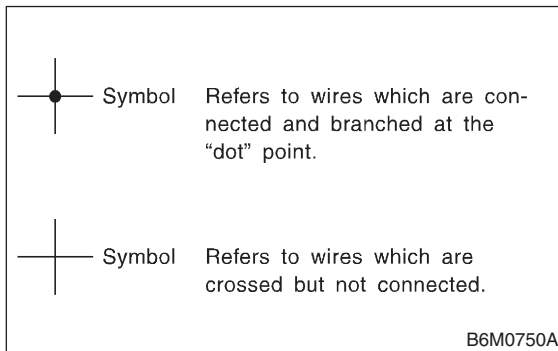 Symbol Refers to wires which are con-
nected and branched at the
“dot” point.
Symbol Refers to wires which are
crossed but not connected.
B6M0750A